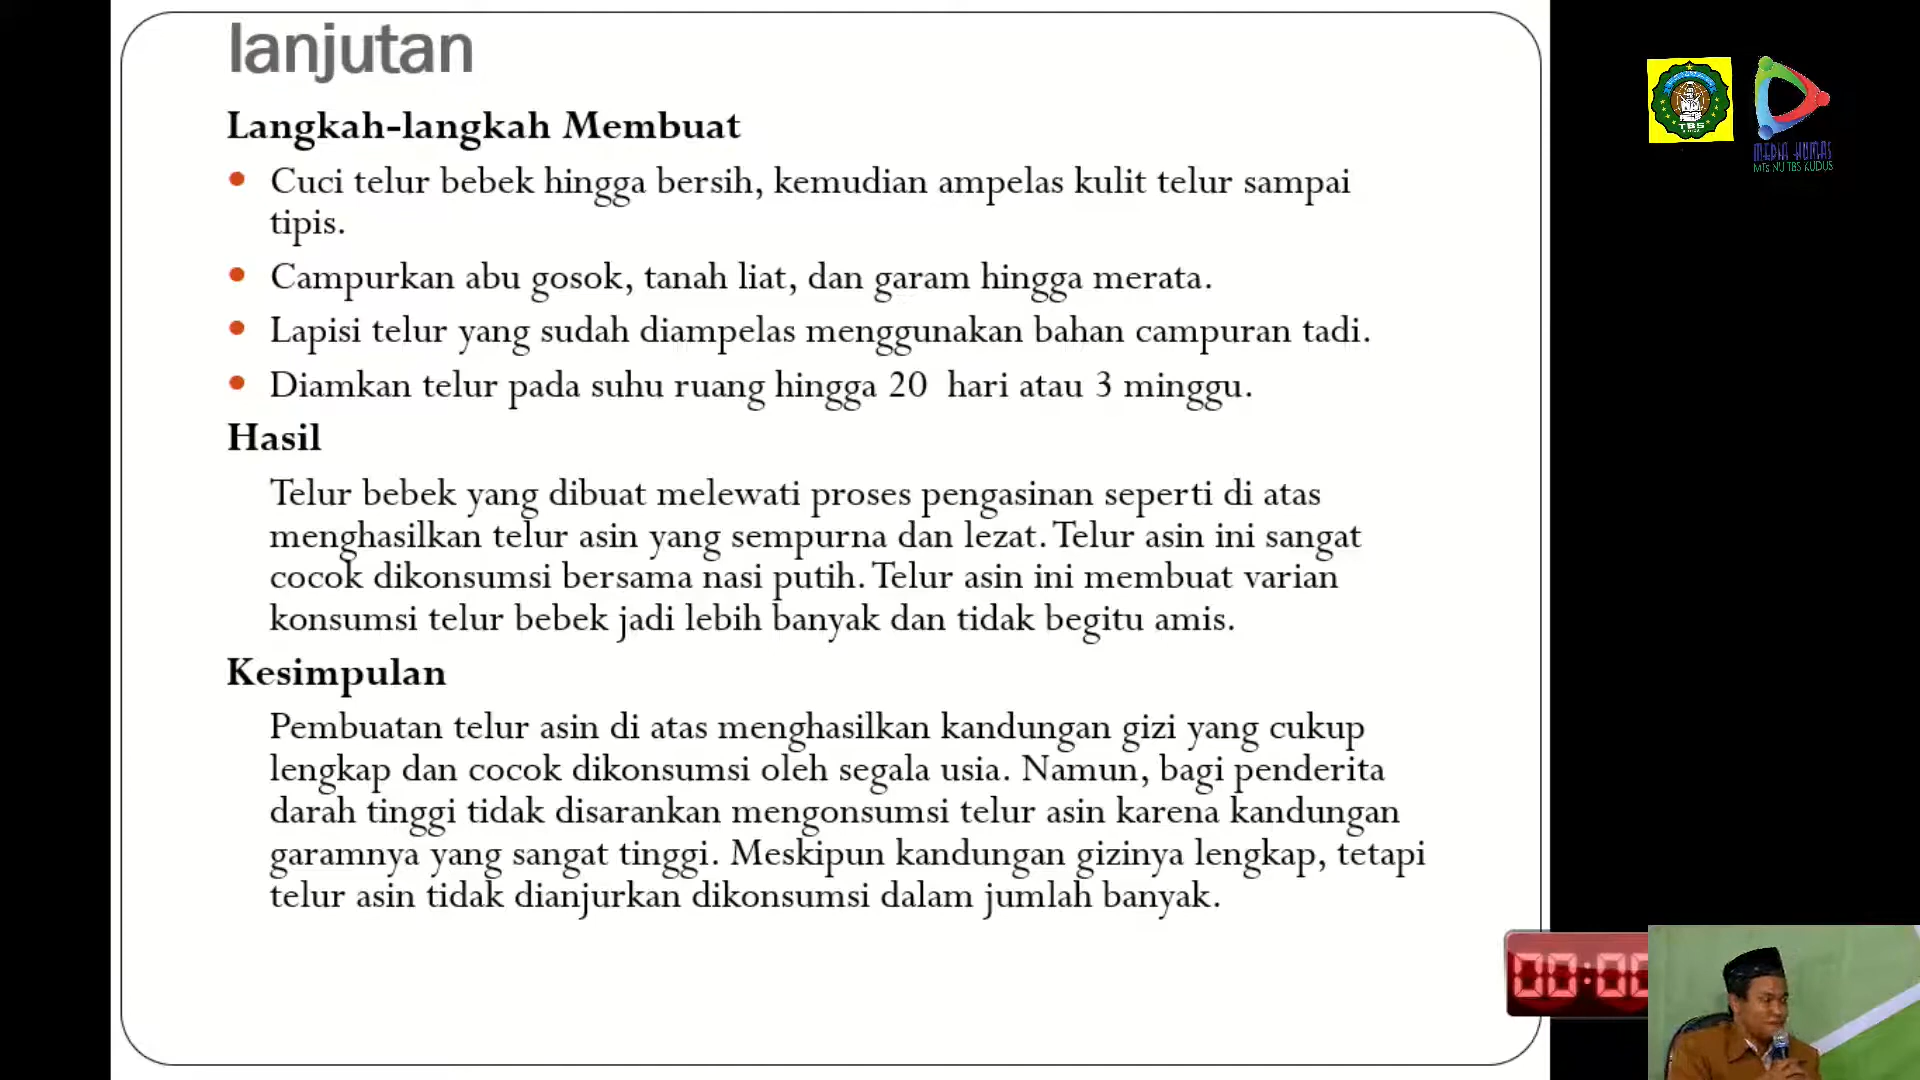 lanjutan
Langkah-langkah Membuat
Cuci telur bebek hingga bersih, kemudian ampelas kulit telur sampai
tipis.
Campurkan abu gosok, tanah liat, dan garam hingga merata.
Lapisi telur yang sudah diampelas menggunakan bahan campuran tadi.
Diamkan telur pada suhu ruang hingga 20 hari atau 3 minggu.
Hasil
Telur bebek yang dibuat melewati proses pengasinan seperti di atas
menghasilkan telur asin yang sempurna dan lezat. Telur asin ini sangat
cocok dikonsumsi bersama nasi putih. Telur asin ini membuat varian
konsumsi telur bebek jadi lebih banyak dan tidak begitu amis.
Kesimpulan
Pembuatan telur asin di atas menghasilkan kandungan gizi yang cukup
lengkap dan cocok dikonsumsi oleh segala usia. Namun, bagi penderita
darah tinggi tidak disarankan mengonsumsi telur asin karena kandungan
garamnya yang sangat tinggi. Meskipun kandungan gizinya lengkap, tetapi
telur asin tidak dianjurkan dikonsumsi dalam jumlah banyak.
TBS
MEDIA HUMAS
MTs NU TBS KUDUS